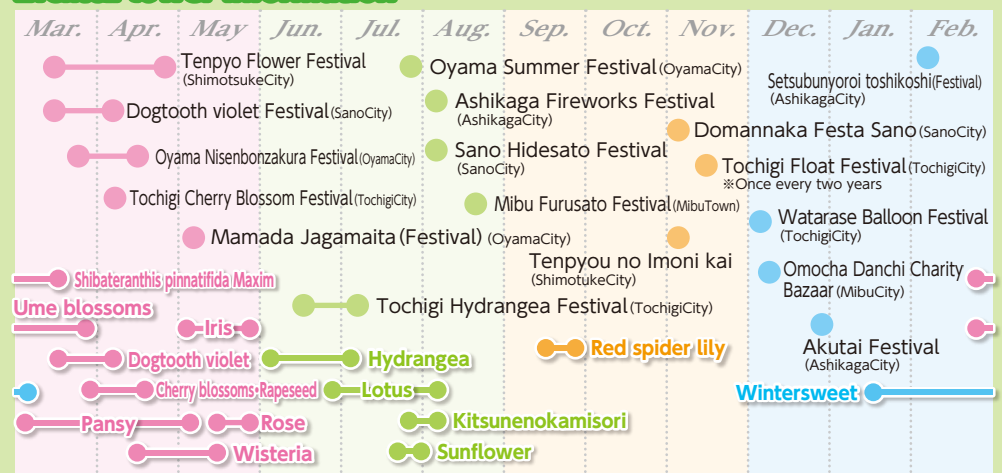 Mar. Apr. May Jun. Jul. Aug. Sep. Oct. Nov. Dec. Jan. Feb.
Tenpyo Flower Festival
(ShimotsukeCity)
Oyama Summer Festival(OyamaCity)
Setsubunyoroi toshikoshi(Festival)
(AshikagaCity)
Dogtooth violet Festival(SanoCity)
Ashikaga Fireworks Festival
(AshikagaCity)
Domannaka Festa Sano(SanoCity)
Oyama Nisenbonzakura Festival(OyamaCity)
Sano Hidesato Festival
(SanoCity)
Tochigi Float Festival(TochigiCity)
※Once every two years
Tochigi Cherry Blossom Festival(TochigiCity)
Mibu Furusato Festival(MibuTown)
Watarase Balloon Festival
(TochigiCity)
Mamada Jagamaita(Festival)(OyamaCity)
Tenpyou no Imoni kai
(ShimotukeCity)
Omocha Danchi Charity
Bazaar(MibuCity)
Shibateranthis pinnatifida Maxim
Tochigi Hydrangea Festival(TochigiCity)
Akutai Festival
(AshikagaCity)
Ume blossoms
Iris
Red spider lily
Dogtooth violet
Hydrangea
Cherry blossoms·Rapeseed
Lotus
Wintersweet
Pansy
Rose
Kitsunenokamisori
Wisteria
Sunflower